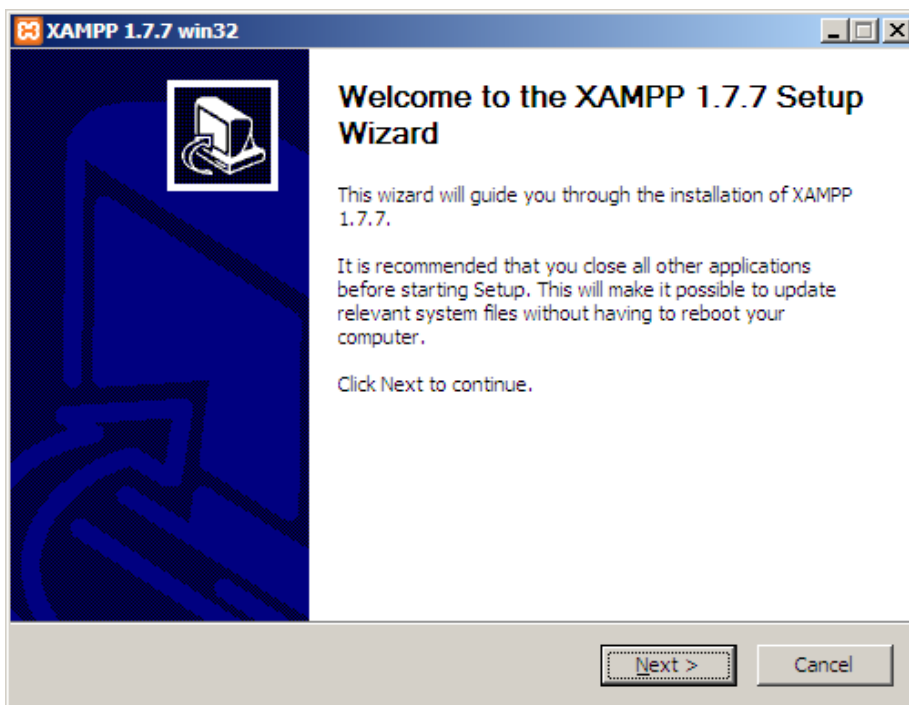 XAMPP 1.7.7 win32
Welcome to the XAMPP 1.7.7 Setup
Wizard
This wizard will guide you through the installation of XAMPP
1.7.7.
It is recommended that you close all other applications
before starting Setup. This will make it possible to update
relevant system files without having to reboot your
computer.
Click Next to continue.
Next >
Cancel